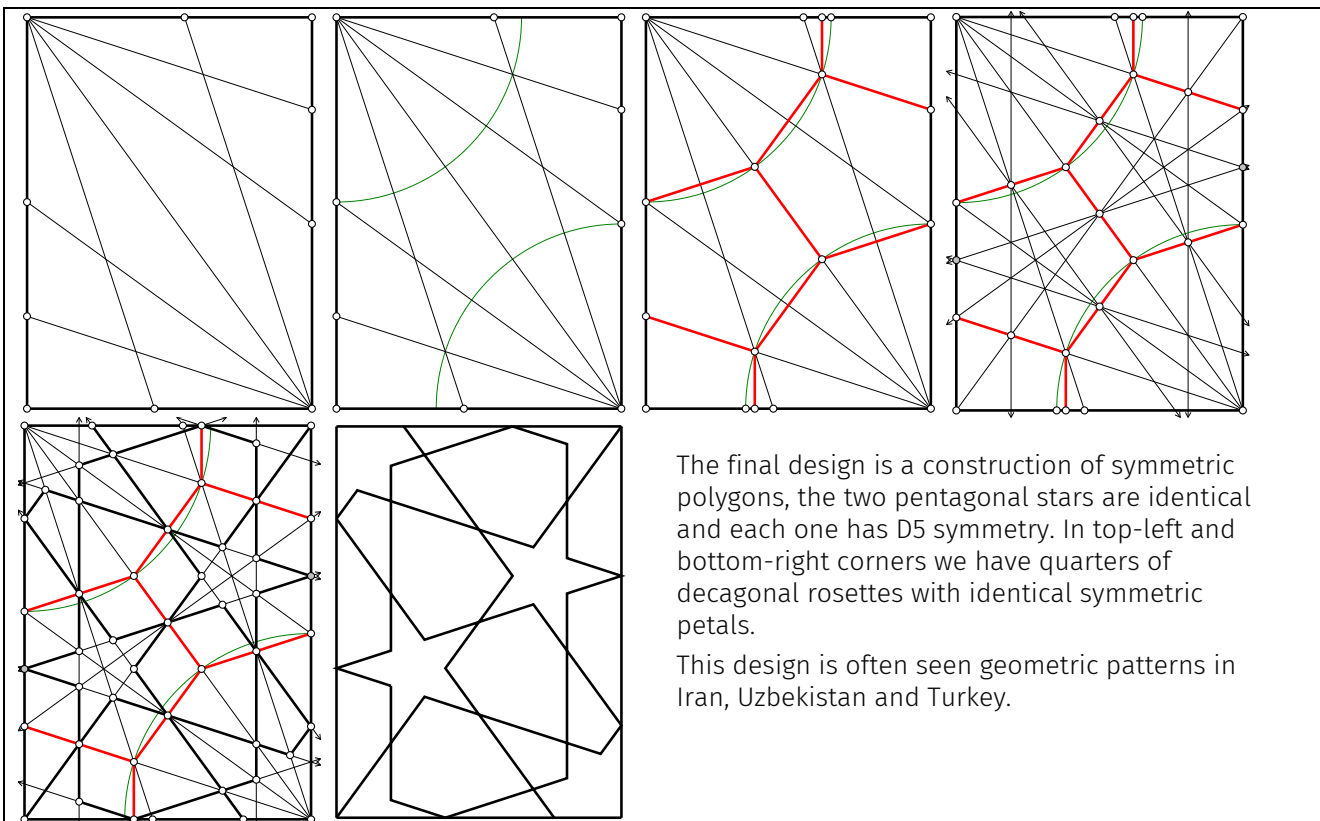 The final design is a construction of symmetric
polygons, the two pentagonal stars are identical
and each one has D5 symmetry. In top-left and
bottom-right corners we have quarters of
decagonal rosettes with identical symmetric
petals.
This design is often seen geometric patterns in
Iran, Uzbekistan and Turkey.